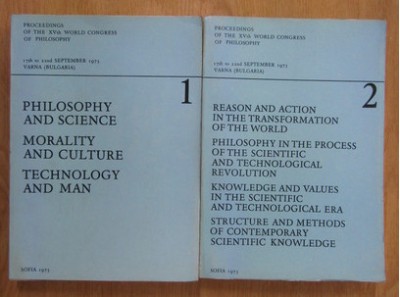 PROCEEDINGS
OF THE XVth WORLD CONGRESS
OF PHILOSOPHY
17th to 22nd SEPTEMBER 1973
VARNA (BULGARIA)
1
PHILOSOPHY
AND SCIENCE
MORALITY
AND CULTURE
TECHNOLOGY
AND MAN
SOFIA 1973
PROCEEDINGS
OF THE XVth WORLD CONGRESS
OF PHILOSOPHY
17th to 22nd SEPTEMBER 1973
VARNA (BULGARIA)
2
REASON AND ACTION
IN THE TRANSFORMATION
OF THE WORLD
PHILOSOPHY IN THE PROCESS
OF THE SCIENTIFIC
AND TECHNOLOGICAL
REVOLUTION
KNOWLEDGE AND VALUES
IN THE SCIENTIFIC
AND TECHNOLOGICAL ERA
STRUCTURE AND METHODS
OF CONTEMPORARY
SCIENTIFIC KNOWLEDGE
SOFIA 1973